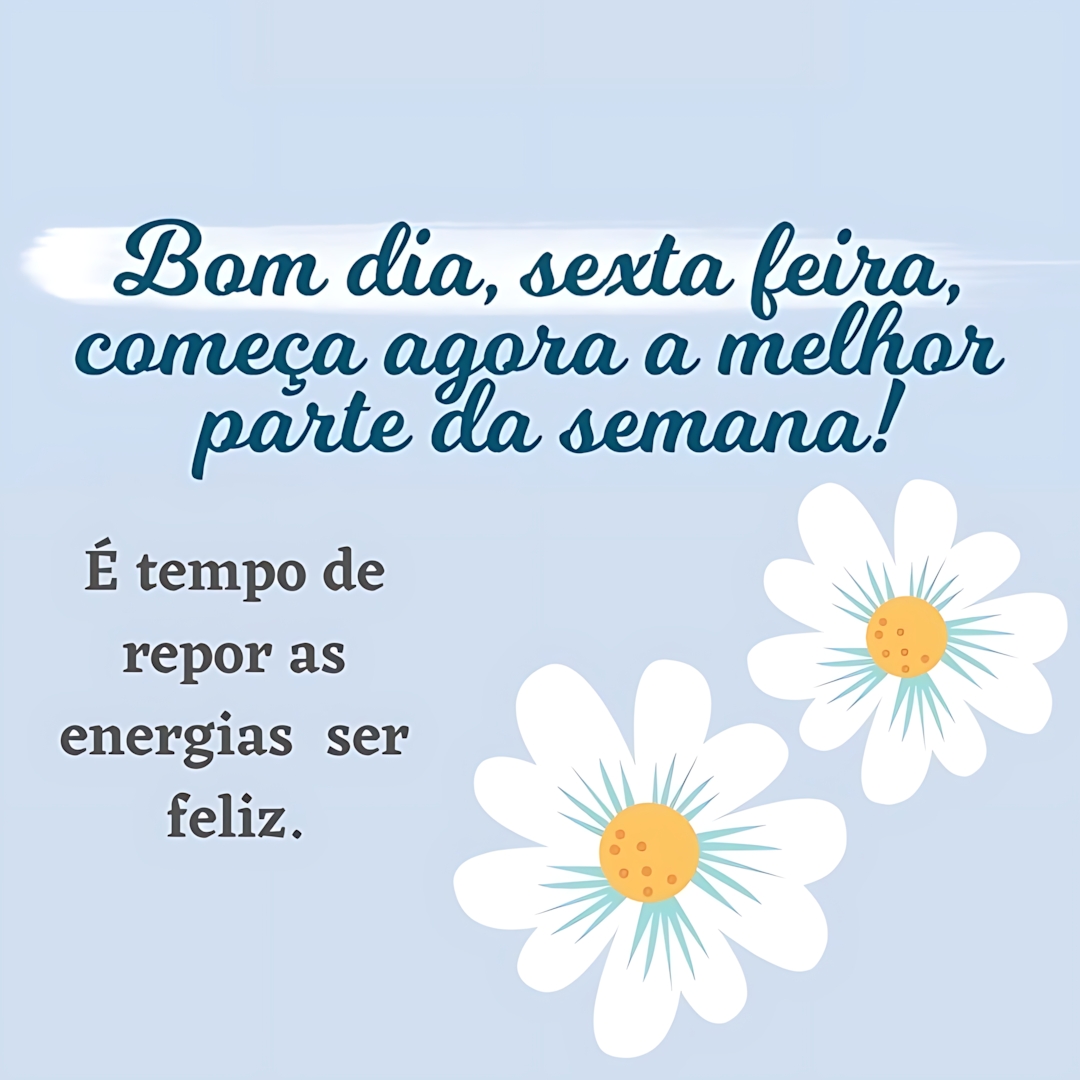 Bom dia, sexta feira,
começa agora a melhor
parte da semana!
É tempo de
repor as
energias  ser
feliz.